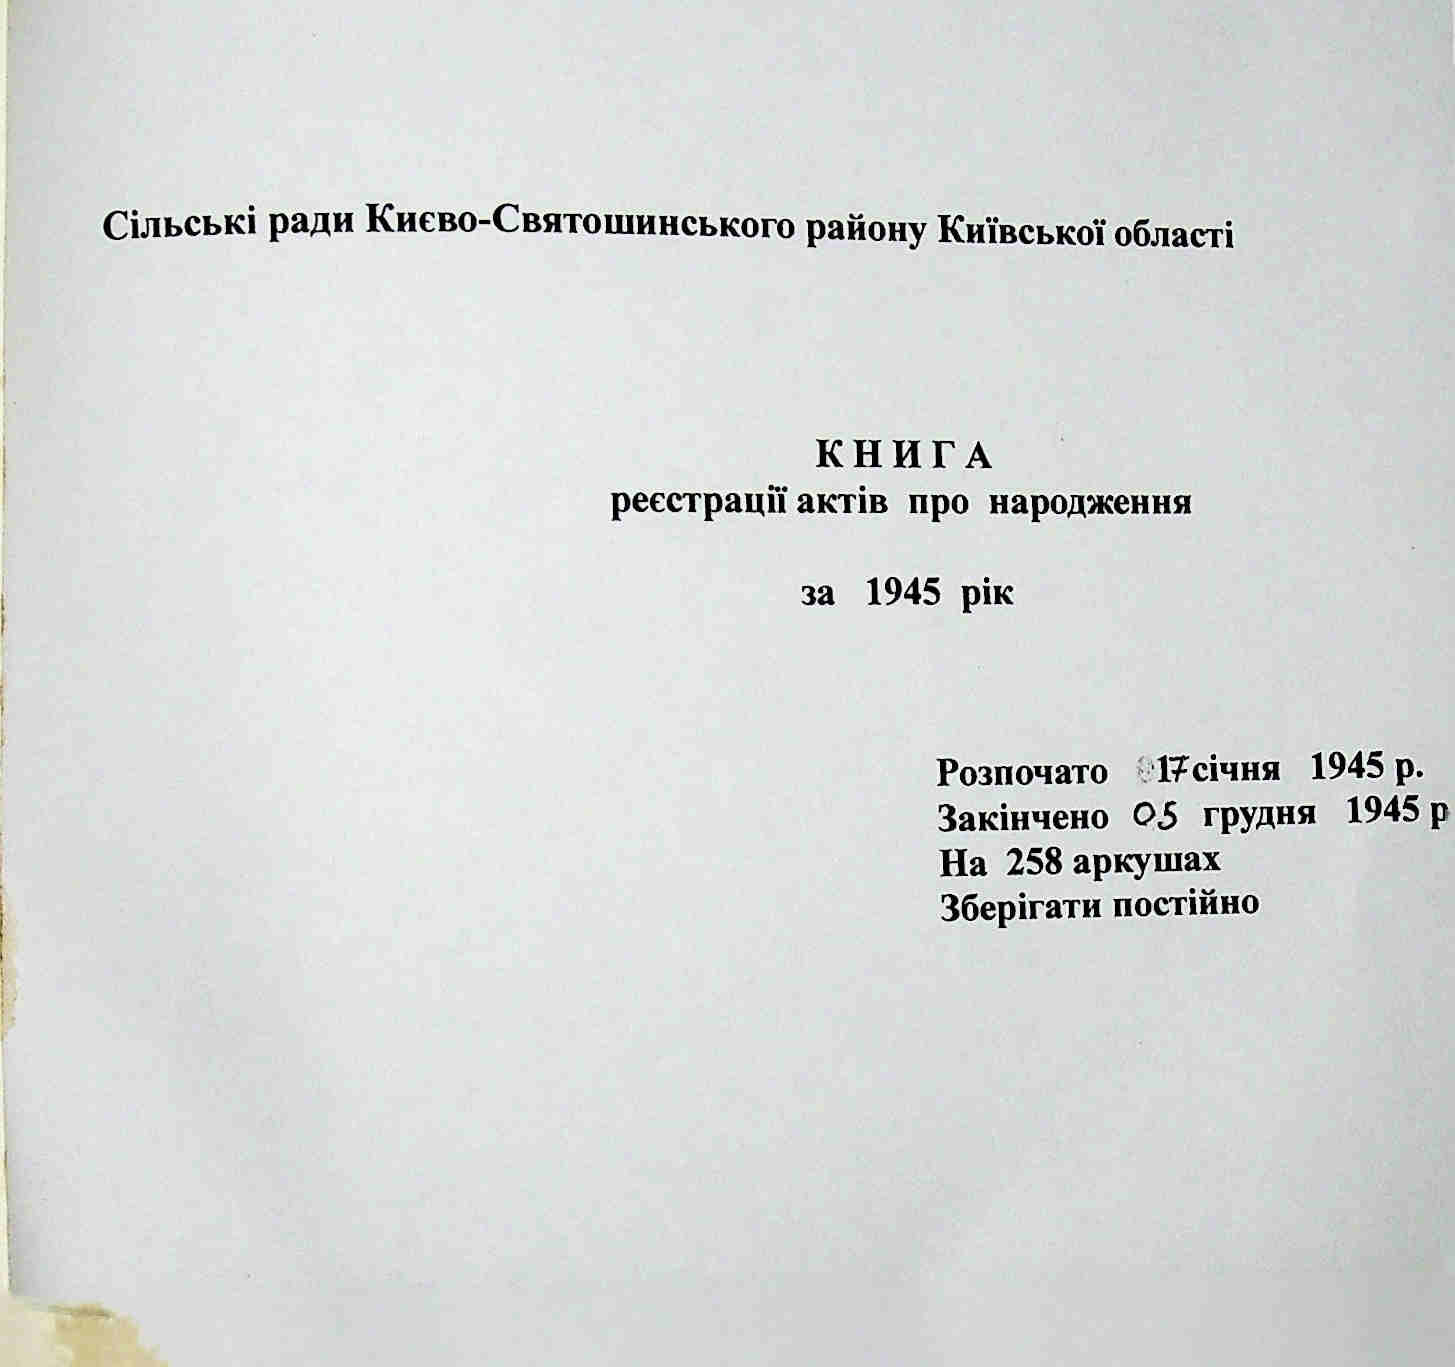 Сільські ради Києво-Святошинського району Київської області
К Н И Г А
реєстрації актів про народження
за 1945 рік
Розпочато 17 січня 1945 р.
Закінчено 05 грудня 1945 р
На 258 аркушах
Зберігати постійно